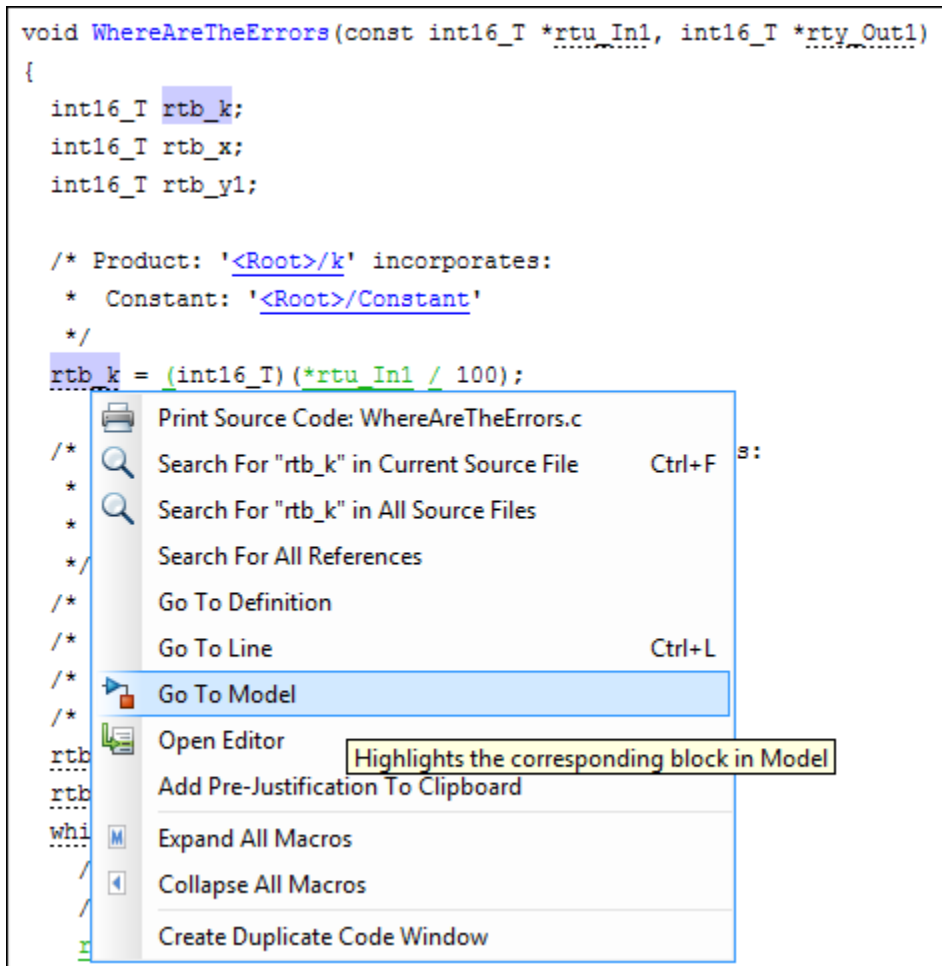 void WhereAreTheErrors(const int16_T *rtu_In1, int16_T *rty_Out1)
{
int16_T rtb_k;
int16_T rtb_x;
int16_T rtb_y1;
/* Product: '<Root>/k' incorporates:
* Constant: '<Root>/Constant'
*/
rtb_k = (int16_T)(*rtu_In1 / 100);
Print Source Code: WhereAreTheErrors.c
/* s:
Search For "rtb_k" in Current Source File Ctrl+F
*
Search For "rtb_k" in All Source Files
*
Search For All References
*/
Go To Definition
/*
Go To Line Ctrl+L
/*
Go To Model
/*
/*
Open Editor
Highlights the corresponding block in Model
rtb
Add Pre-Justification To Clipboard
rtb
whi
M Expand All Macros
/
Collapse All Macros
/
Create Duplicate Code Window
r